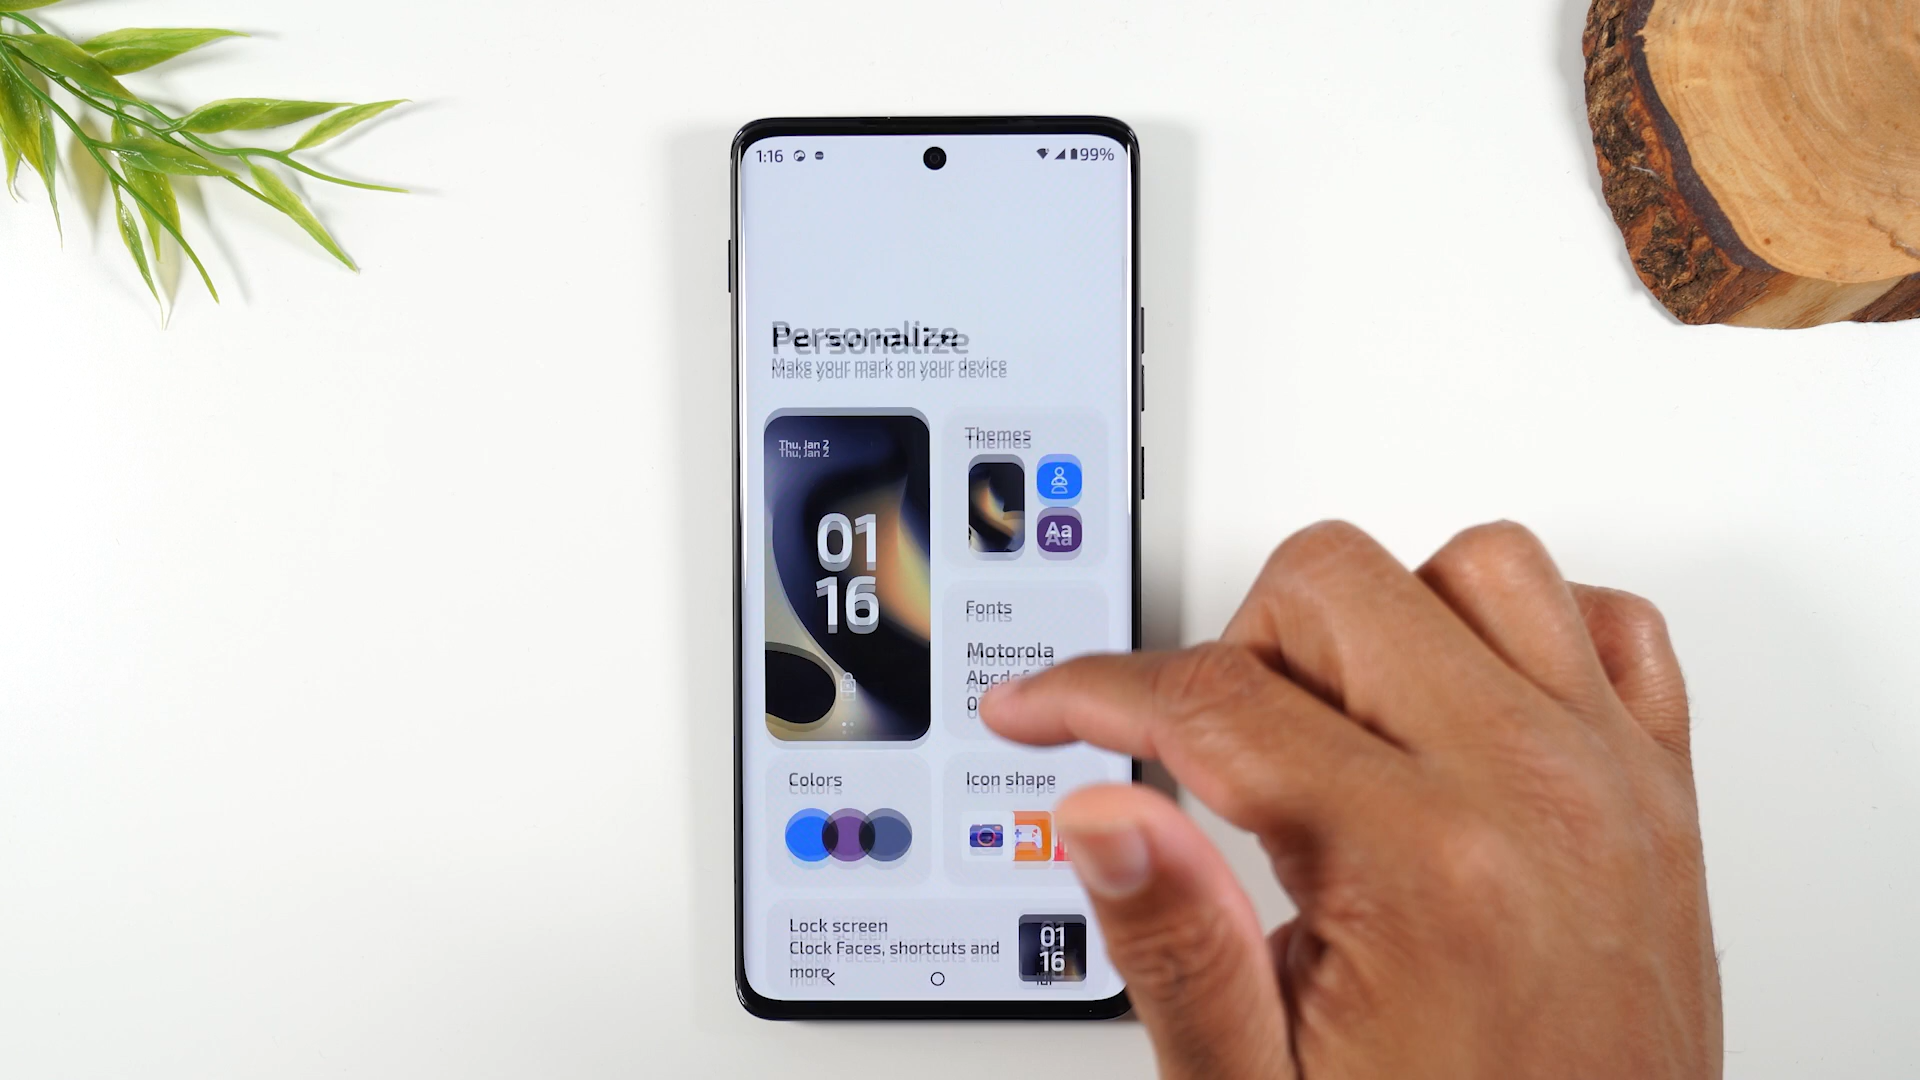 1:16
99%
Personalize
Make your mark on your device
Thu, Jan 2
01
16
Themes
Aa
Fonts
Motorola
Colors
Icon shape
Lock screen
Clock Faces, shortcuts and
more
01
16